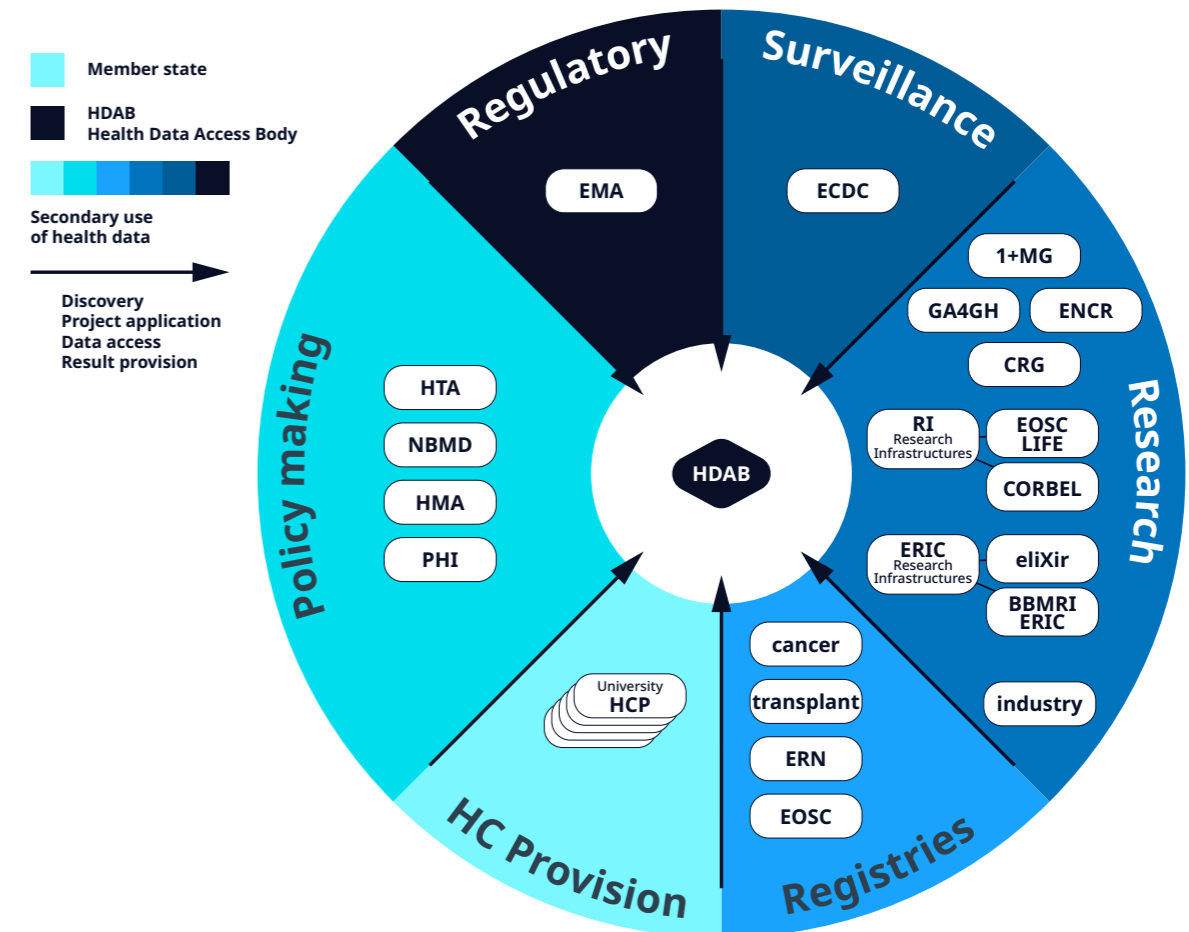 Member state
HDAB
Health Data Access Body
Secondary use
of health data
Discovery
Project application
Data access
Result provision
Regulatory
EMA
Surveillance
ECDC
Research
1+MG
GA4GH
ENCR
CRG
RI
Research
Infrastructures
EOSC
LIFE
CORBEL
ERIC
Research
Infrastructures
eliXir
BBMRI
ERIC
industry
Policy making
HTA
NBMD
HMA
PHI
HDAB
HC Provision
University
HCP
Registries
cancer
transplant
ERN
EOSC